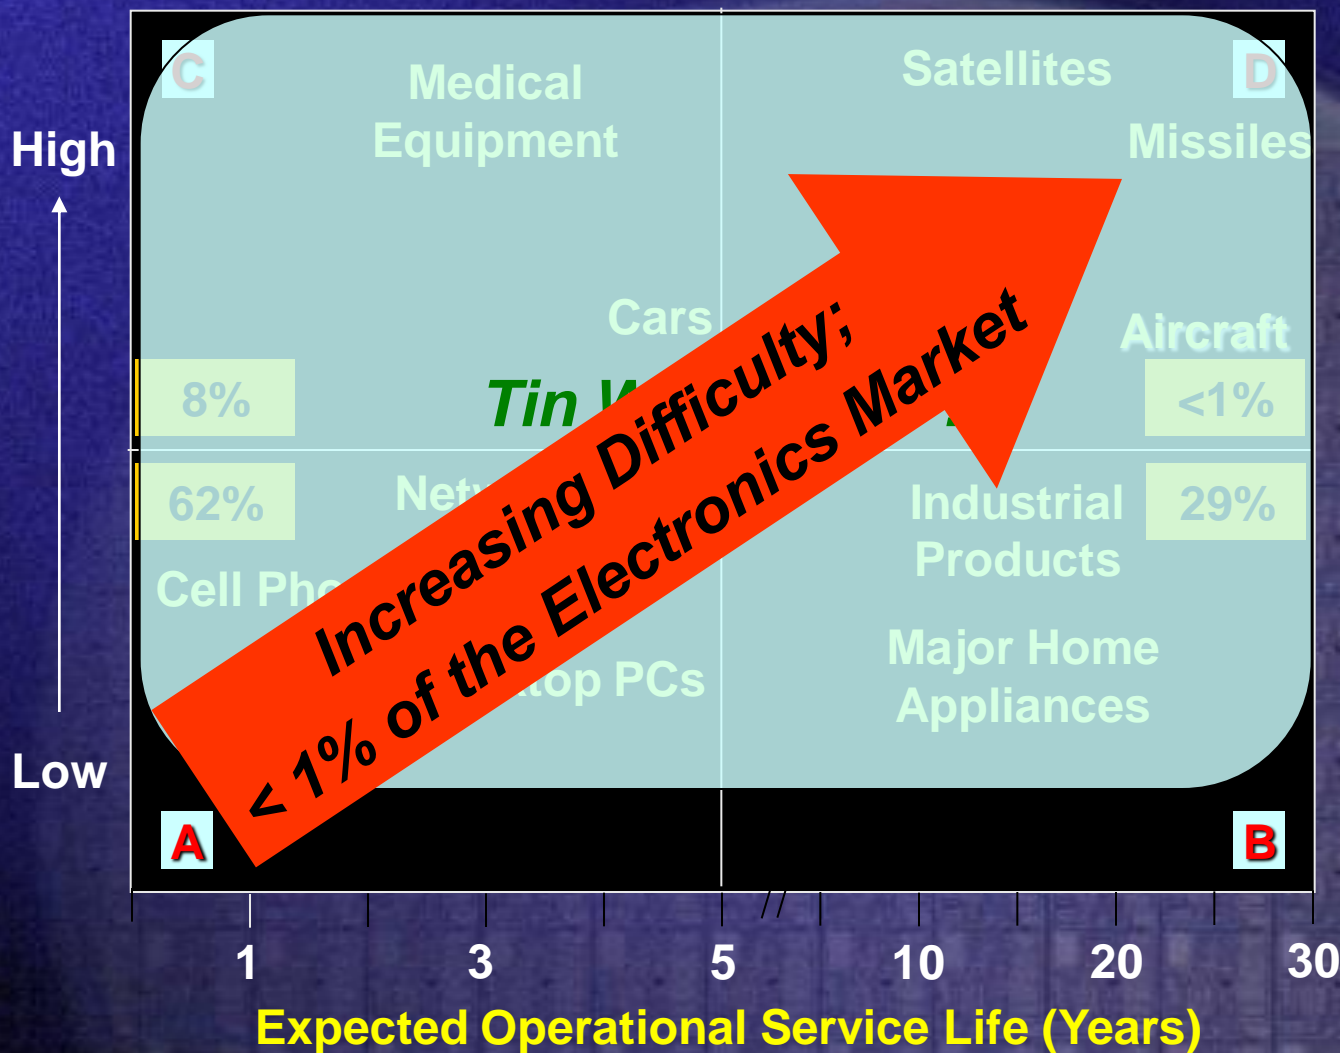 C
Medical
Equipment
Satellites
D
Missiles
High
Cars
Aircraft
8%
Tin
<1%
62%
Industrial
Products
29%
Cell
Increasing Difficulty;
< 1% of the Electronics Market
PCs
Major Home
Appliances
Low
A
B
1 3 5 10 20 30
Expected Operational Service Life (Years)